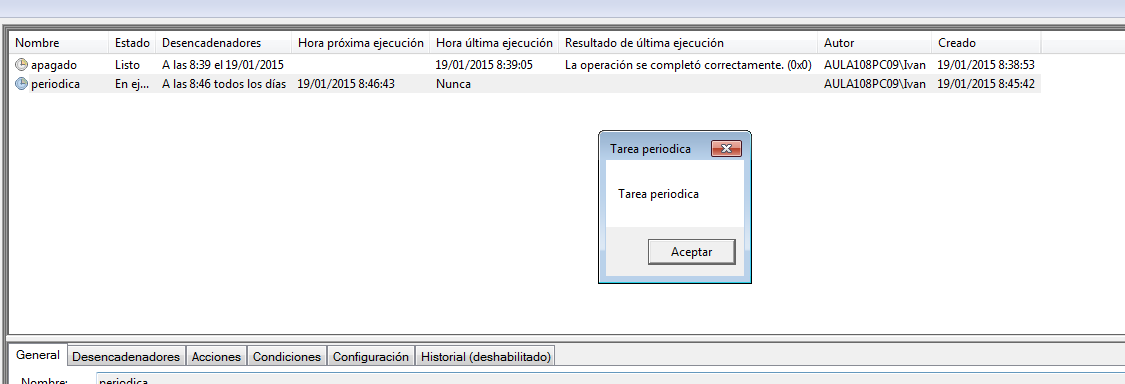 Nombre Estado Desencadenadores Hora próxima ejecución Hora última ejecución Resultado de última ejecución Autor Creado
apagado Listo A las 8:39 el 19/01/2015 19/01/2015 8:39:05 La operación se completó correctamente. (0x0) AULA108PC09\Ivan 19/01/2015 8:38:53
periodica En ej... A las 8:46 todos los días 19/01/2015 8:46:43 Nunca AULA108PC09\Ivan 19/01/2015 8:45:42
Tarea periodica
Tarea periodica
Aceptar
General Desencadenadores Acciones Condiciones Configuración Historial (deshabilitado)
Nombre: periodica